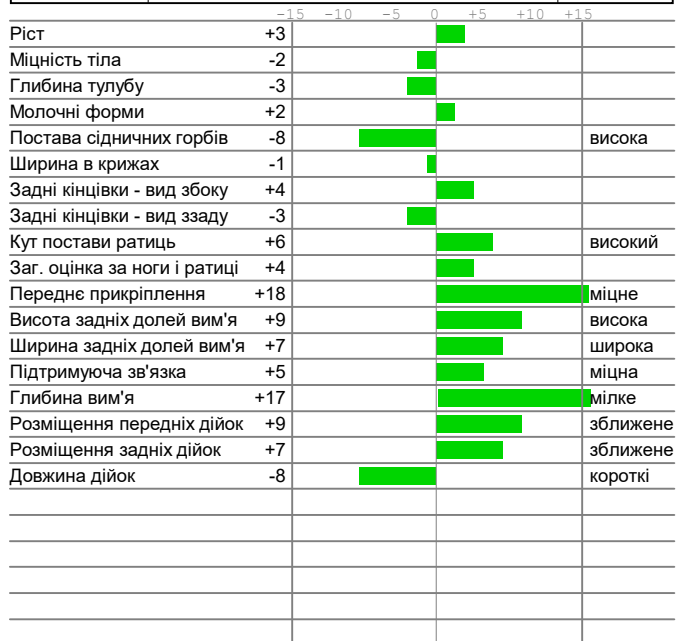 -15 -10 -5 0 +5 +10 +15
Ріст +3
Міцність тіла -2
Глибина тулубу -3
Молочні форми +2
Постава сідничних горбів -8 висока
Ширина в крижах -1
Задні кінцівки - вид збоку +4
Задні кінцівки - вид ззаду -3
Кут постави ратиць +6 високий
Заг. оцінка за ноги і ратиці +4
Переднє прикріплення +18 міцне
Висота задніх долей вим'я +9 висока
Ширина задніх долей вим'я +7 широка
Підтримуюча зв'язка +5 міцна
Глибина вим'я +17 мілке
Розміщення передніх дійок +9 зближене
Розміщення задніх дійок +7 зближене
Довжина дійок -8 короткі